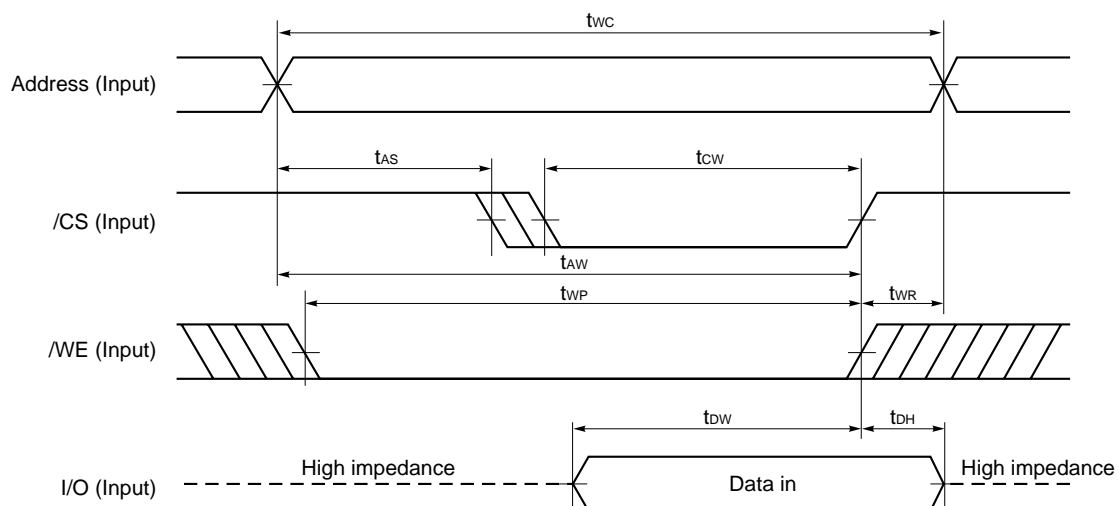 tWC
Address (Input)
tAS
tCW
/CS (Input)
tAW
tWP
tWR
/WE (Input)
tDW
tDH
High impedance
High impedance
I/O (Input)
Data in